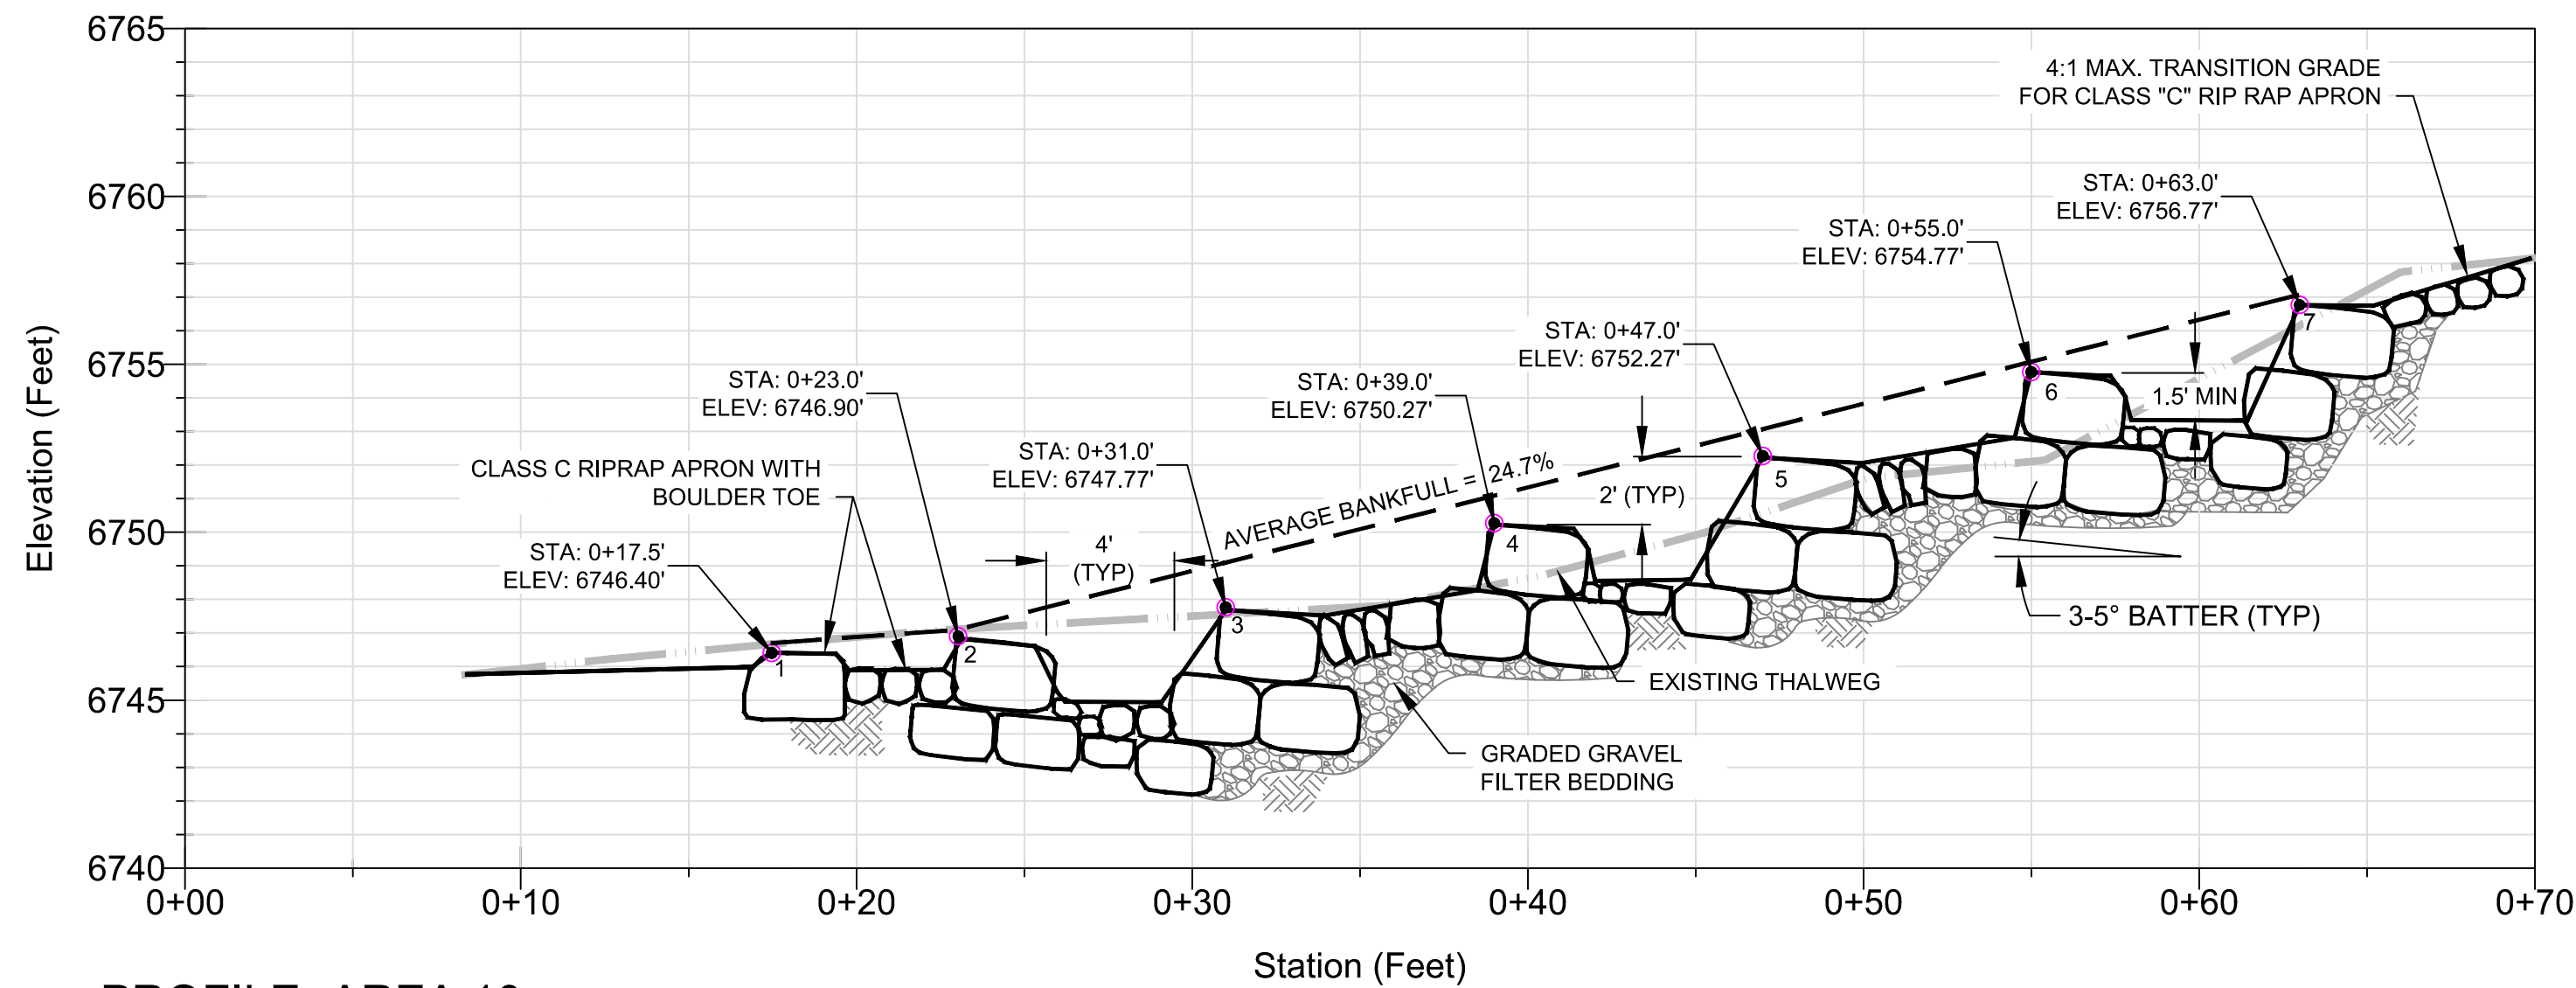 6765
6760
6755
6750
6745
6740
Elevation (Feet)
4:1 MAX. TRANSITION GRADE
FOR CLASS "C" RIP RAP APRON
STA: 0+63.0'
ELEV: 6756.77'
STA: 0+55.0'
ELEV: 6754.77'
STA: 0+47.0'
ELEV: 6752.27'
STA: 0+39.0'
ELEV: 6750.27'
STA: 0+23.0'
ELEV: 6746.90'
STA: 0+31.0'
ELEV: 6747.77'
CLASS C RIPRAP APRON WITH
BOULDER TOE
STA: 0+17.5'
ELEV: 6746.40'
4'
(TYP)
AVERAGE BANKFULL = 24.7%
2' (TYP)
1.5' MIN
1
2
3
4
5
6
7
3-5° BATTER (TYP)
EXISTING THALWEG
GRADED GRAVEL
FILTER BEDDING
0+00
0+10
0+20
0+30
0+40
0+50
0+60
0+70
Station (Feet)